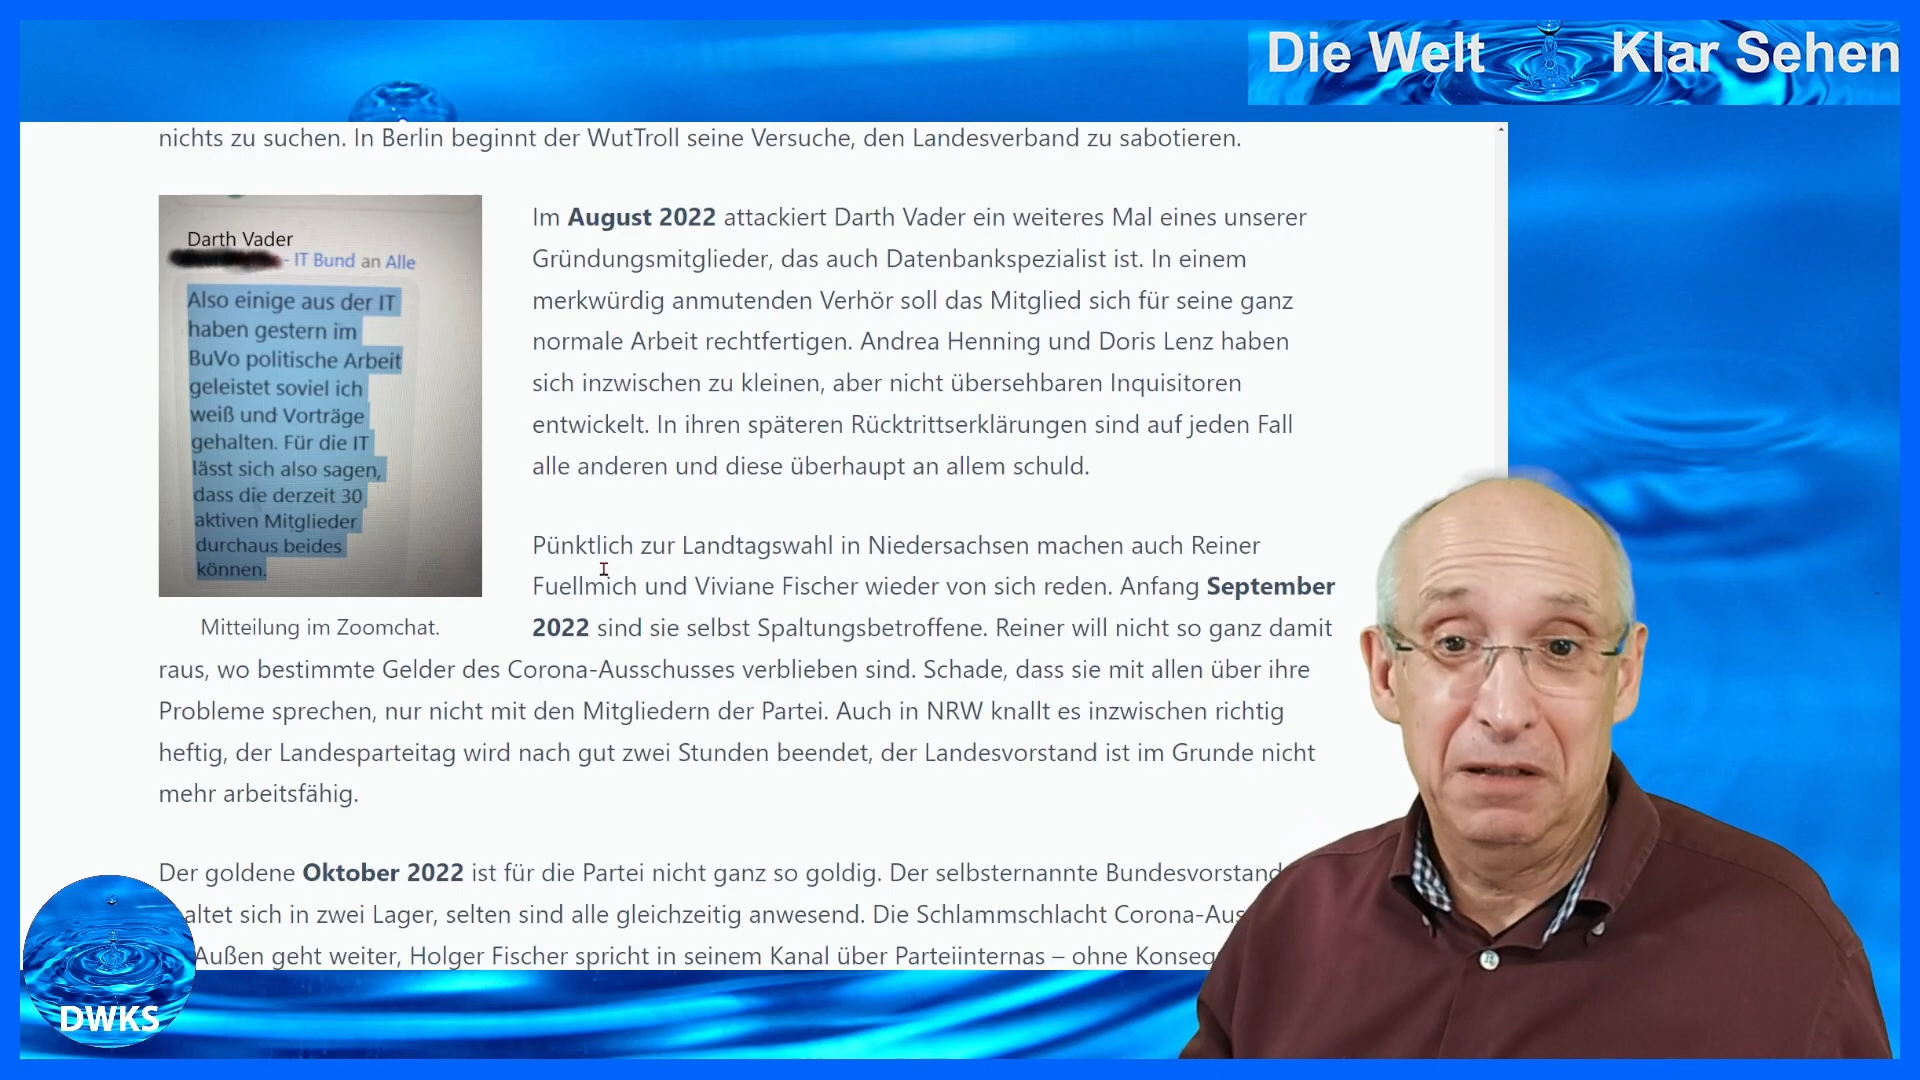 Die Welt Klar Sehen
nichts zu suchen. In Berlin beginnt der WutTroll seine Versuche, den Landesverband zu sabotieren.
Darth Vader
- IT Bund an Alle
Also einige aus der IT
haben gestern im
BuVo politische Arbeit
geleistet soviel ich
weiß und Vorträge
gehalten. Für die IT
lässt sich also sagen,
dass die derzeit 30
aktiven Mitglieder
durchaus beides
können.
Mitteilung im Zoomchat.
Im August 2022 attackiert Darth Vader ein weiteres Mal eines unserer
Gründungsmitglieder, das auch Datenbankspezialist ist. In einem
merkwürdig anmutenden Verhör soll das Mitglied sich für seine ganz
normale Arbeit rechtfertigen. Andrea Henning und Doris Lenz haben
sich inzwischen zu kleinen, aber nicht übersehbaren Inquisitoren
entwickelt. In ihren späteren Rücktrittserklärungen sind auf jeden Fall
alle anderen und diese überhaupt an allem schuld.
Pünktlich zur Landtagswahl in Niedersachsen machen auch Reiner
Fuellmich und Viviane Fischer wieder von sich reden. Anfang September
2022 sind sie selbst Spaltungsbetroffene. Reiner will nicht so ganz damit
raus, wo bestimmte Gelder des Corona-Ausschusses verblieben sind. Schade, dass sie mit allen über ihre
Probleme sprechen, nur nicht mit den Mitgliedern der Partei. Auch in NRW knallt es inzwischen richtig
heftig, der Landesparteitag wird nach gut zwei Stunden beendet, der Landesvorstand ist im Grunde nicht
mehr arbeitsfähig.
Der goldene Oktober 2022 ist für die Partei nicht ganz so goldig. Der selbsternannte Bundesvorstand
altet sich in zwei Lager, selten sind alle gleichzeitig anwesend. Die Schlammschlacht Corona-Aus
Außen geht weiter, Holger Fischer spricht in seinem Kanal über Parteiinternas – ohne Konseq
DWKS